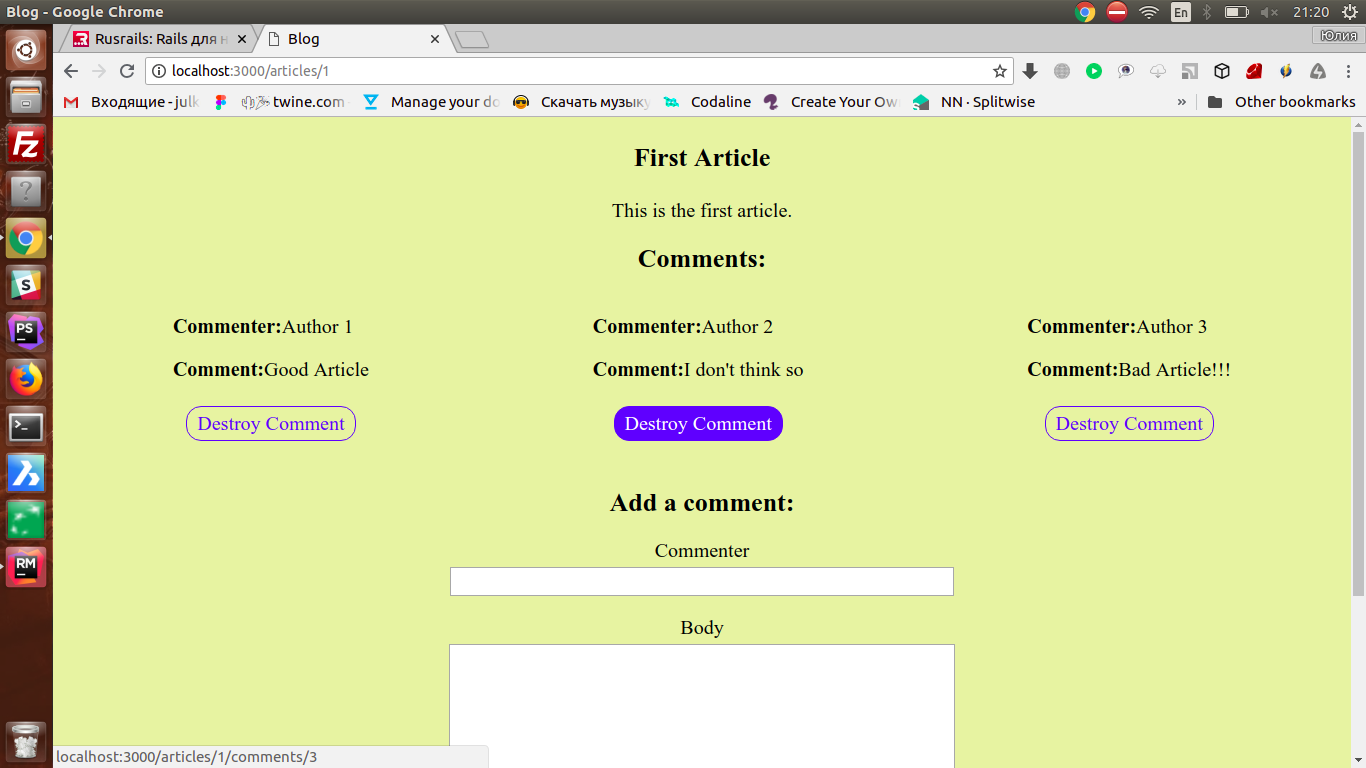 Blog - Google Chrome
En
21:20
Rusrails: Rails для н
Blog
Юлия
localhost:3000/articles/1
Входящие - julk
twine.com
Manage your do
Скачать музыку
Codaline
Create Your Ow
NN · Splitwise
»
Other bookmarks
First Article
This is the first article.
Comments:
Commenter:Author 1
Comment:Good Article
Destroy Comment
Commenter:Author 2
Comment:I don't think so
Destroy Comment
Commenter:Author 3
Comment:Bad Article!!!
Destroy Comment
Add a comment:
Commenter
Body
Fz
?
S
PS
RM
localhost:3000/articles/1/comments/3